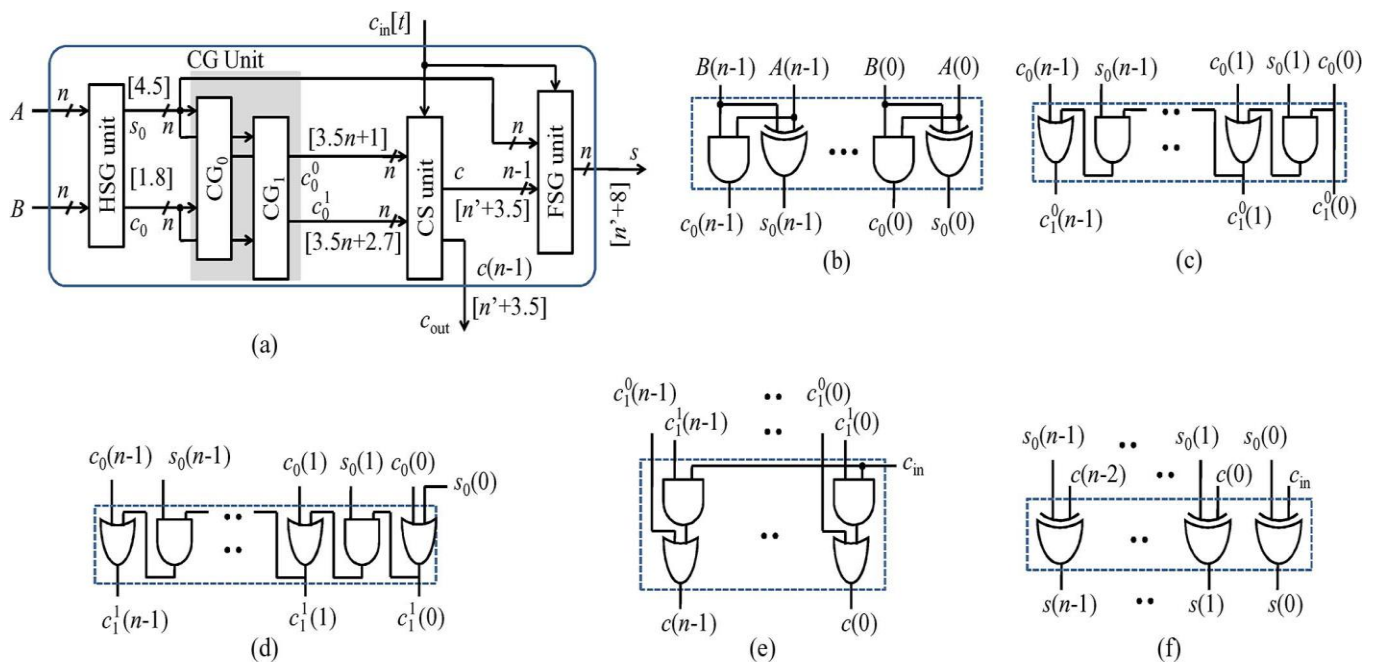 c_in[t]
CG Unit
A
n
[4.5]
s_0
n
HSG unit
[1.8]
B
n
c_0
n
CG_0
CG_1
[3.5n+1]
n
c_0^0
c_0^1
n
[3.5n+2.7]
CS unit
c
n-1
[n'+3.5]
n
FSG unit
n
s
[n'+8]
c(n-1)
[n'+3.5]
c_out
(a)
B(n-1) A(n-1) B(0) A(0)
c_0(n-1) s_0(n-1) c_0(0) s_0(0)
(b)
c_0(n-1) s_0(n-1) c_0(1) s_0(1) c_0(0)
c_1^0(n-1) c_1^0(1) c_1^0(0)
(c)
c_0(n-1) s_0(n-1) c_0(1) s_0(1) c_0(0)
s_0(0)
c_1^1(n-1) c_1^1(1) c_1^1(0)
(d)
c_1^0(n-1) c_1^0(0)
c_1^1(n-1) c_1^1(0)
c_in
c(n-1) c(0)
(e)
s_0(n-1) s_0(1) s_0(0)
c(n-2) c(0) c_in
s(n-1) s(1) s(0)
(f)